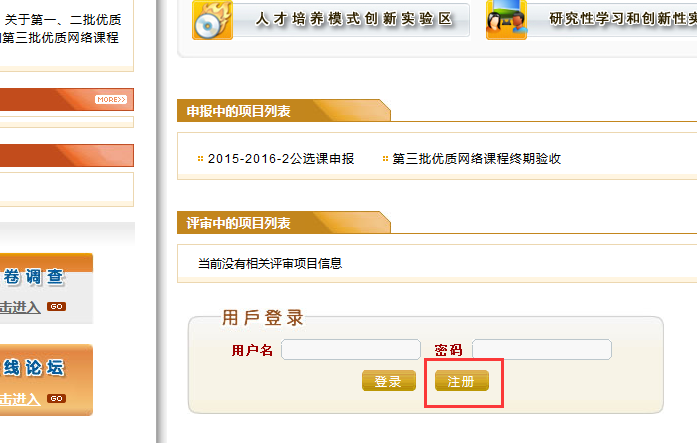 关于第一、二批优质
第三批优质网络课程
MORE>>
卷调查
击进入 GO
线论坛
击进入 GO
人才培养模式创新实验区
研究性学习和创新性实
申报中的项目列表
2015-2016-2公选课申报
第三批优质网络课程终期验收
评审中的项目列表
当前没有相关评审项目信息
用戶登录
用户名
密码
登录
注册